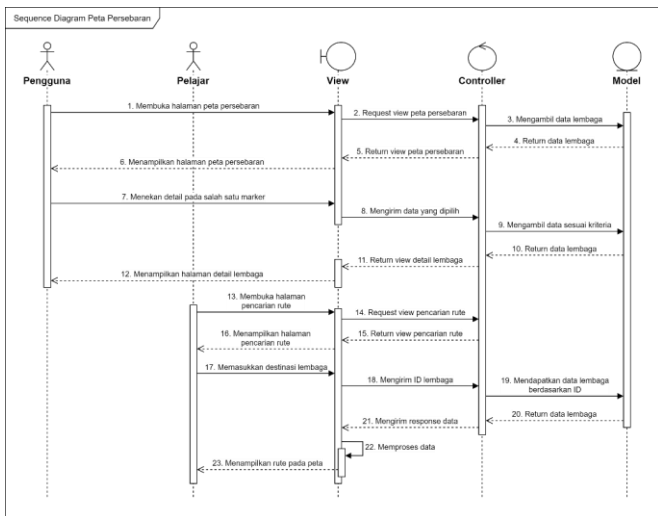 Sequence Diagram Peta Persebaran
Pengguna
Pelajar
View
Controller
Model
1. Membuka halaman peta persebaran
2. Request view peta persebaran
3. Mengambil data lembaga
4. Return data lembaga
5. Return view peta persebaran
6. Menampilkan halaman peta persebaran
7. Menekan detail pada salah satu marker
8. Mengirim data yang dipilih
9. Mengambil data sesuai kriteria
10. Return data lembaga
11. Return view detail lembaga
12. Menampilkan halaman detail lembaga
13. Membuka halaman
pencarian rute
14. Request view pencarian rute
15. Return view pencarian rute
16. Menampilkan halaman
pencarian rute
17. Memasukkan destinasi lembaga
18. Mengirim ID lembaga
19. Mendapatkan data lembaga
berdasarkan ID
20. Return data lembaga
21. Mengirim response data
22. Memproses data
23. Menampilkan rute pada peta